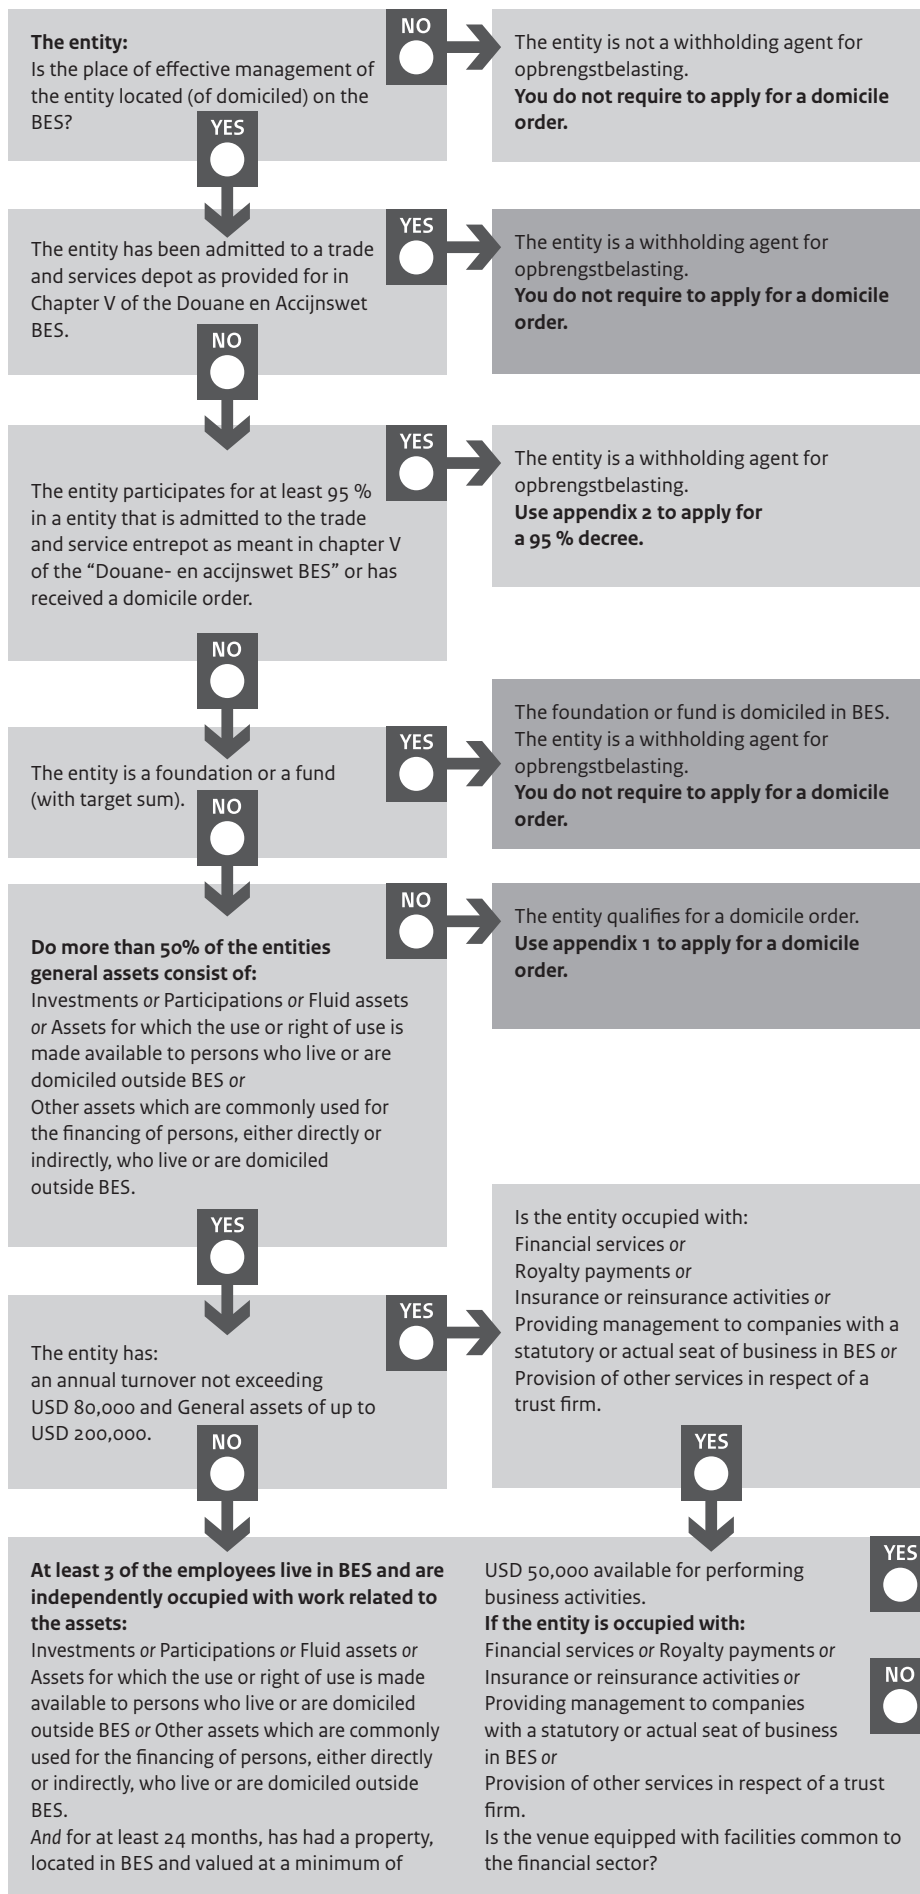 The entity:
Is the place of effective management of
the entity located (of domiciled) on the
BES?
NO
The entity is not a withholding agent for
opbrengstbelasting.
You do not require to apply for a domicile
order.
YES
The entity has been admitted to a trade
and services depot as provided for in
Chapter V of the Douane en Accijnswet
BES.
YES
The entity is a withholding agent for
opbrengstbelasting.
You do not require to apply for a domicile
order.
NO
The entity participates for at least 95 %
in a entity that is admitted to the trade
and service entrepot as meant in chapter V
of the “Douane- en accijnswet BES” or has
received a domicile order.
YES
The entity is a withholding agent for
opbrengstbelasting.
Use appendix 2 to apply for
a 95 % decree.
NO
The entity is a foundation or a fund
(with target sum).
YES
The foundation or fund is domiciled in BES.
The entity is a withholding agent for
opbrengstbelasting.
You do not require to apply for a domicile
order.
NO
Do more than 50% of the entities
general assets consist of:
Investments or Participations or Fluid assets
or Assets for which the use or right of use is
made available to persons who live or are
domiciled outside BES or
Other assets which are commonly used for
the financing of persons, either directly or
indirectly, who live or are domiciled
outside BES.
NO
The entity qualifies for a domicile order.
Use appendix 1 to apply for a domicile
order.
YES
The entity has:
an annual turnover not exceeding
USD 80,000 and General assets of up to
USD 200,000.
YES
Is the entity occupied with:
Financial services or
Royalty payments or
Insurance or reinsurance activities or
Providing management to companies with a
statutory or actual seat of business in BES or
Provision of other services in respect of a
trust firm.
NO
YES
At least 3 of the employees live in BES and are
independently occupied with work related to
the assets:
Investments or Participations or Fluid assets or
Assets for which the use or right of use is made
available to persons who live or are domiciled
outside BES or Other assets which are commonly
used for the financing of persons, either directly
or indirectly, who live or are domiciled outside
BES.
And for at least 24 months, has had a property,
located in BES and valued at a minimum of
USD 50,000 available for performing
business activities.
If the entity is occupied with:
Financial services or Royalty payments or
Insurance or reinsurance activities or
Providing management to companies
with a statutory or actual seat of business
in BES or
Provision of other services in respect of a trust
firm.
Is the venue equipped with facilities common to
the financial sector?
YES
NO